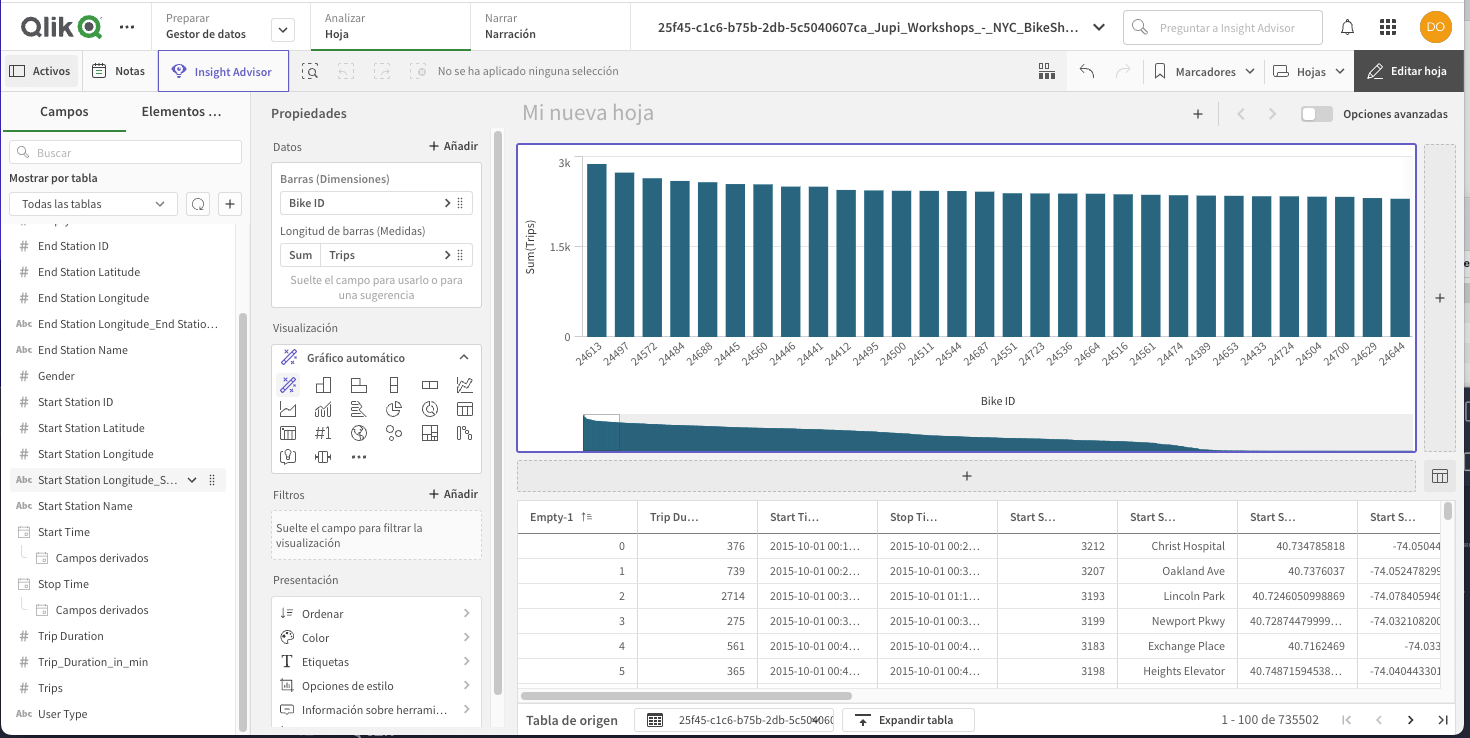 Qlik
Preparar
Gestor de datos
Analizar
Hoja
Narrar
Narración
25f45-c1c6-b75b-2db-5c5040607ca_Jupi_Workshops_-_NYC_BikeSh...
Preguntar a Insight Advisor
DO
Activos
Notas
Insight Advisor
No se ha aplicado ninguna selección
Marcadores
Hojas
Editar hoja
Campos
Elementos ...
Buscar
Mostrar por tabla
Todas las tablas
# End Station ID
# End Station Latitude
# End Station Longitude
Abc End Station Longitude_End Statio...
Abc End Station Name
# Gender
# Start Station ID
# Start Station Latitude
# Start Station Longitude
Abc Start Station Longitude_S...
Abc Start Station Name
Start Time
Campos derivados
Stop Time
Campos derivados
# Trip Duration
# Trip_Duration_in_min
# Trips
Abc User Type
Propiedades
Datos
+ Añadir
Barras (Dimensiones)
Bike ID
Longitud de barras (Medidas)
Sum Trips
Suelte el campo para usarlo o para
una sugerencia
Visualización
Gráfico automático
#1
Filtros
+ Añadir
Suelte el campo para filtrar la
visualización
Presentación
Ordenar
Color
Etiquetas
Opciones de estilo
Información sobre herrami...
Mi nueva hoja
Opciones avanzadas
Sum(Trips)
3k
1.5k
0
24613 24497 24572 24484 24688 24445 24560 24446 24441 24412 24495 24500 24511 24544 24687 24551 24723 24536 24664 24516 24561 24474 24389 24653 24433 24724 24504 24700 24629 24644
Bike ID
Empty-1 Trip Du... Start Ti... Stop Ti... Start S... Start S... Start S... Start S...
0 376 2015-10-01 00:1... 2015-10-01 00:2... 3212 Christ Hospital 40.734785818 -74.05044
1 739 2015-10-01 00:2... 2015-10-01 00:3... 3207 Oakland Ave 40.7376037 -74.052478299
2 2714 2015-10-01 00:3... 2015-10-01 01:1... 3193 Lincoln Park 40.7246050998869 -74.078405946
3 275 2015-10-01 00:3... 2015-10-01 00:3... 3199 Newport Pkwy 40.72874479999... -74.032108200
4 561 2015-10-01 00:4... 2015-10-01 00:4... 3183 Exchange Place 40.7162469 -74.033
5 365 2015-10-01 00:4... 2015-10-01 00:4... 3198 Heights Elevator 40.74871594538... -74.040443301
Tabla de origen
25f45-c1c6-b75b-2db-5c504060
Expandir tabla
1 - 100 de 735502